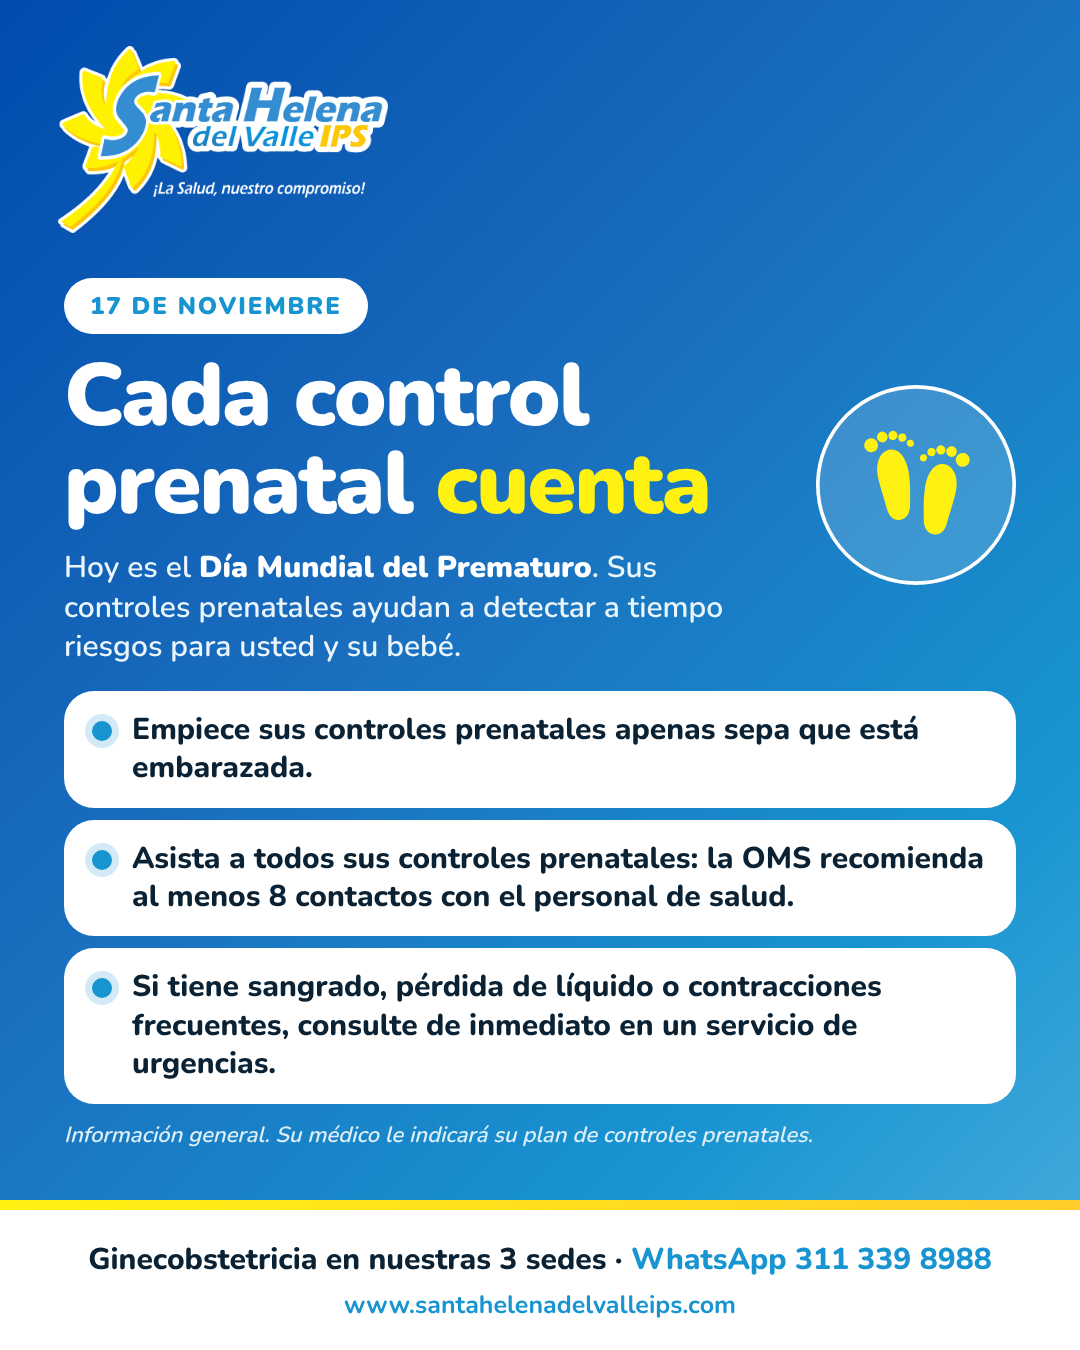 Santa Helena
del Valle IPS
¡La Salud, nuestro compromiso!
17 DE NOVIEMBRE
Cada control
prenatal cuenta
Hoy es el Día Mundial del Prematuro. Sus
controles prenatales ayudan a detectar a tiempo
riesgos para usted y su bebé.
Empiece sus controles prenatales apenas sepa que está
embarazada.
Asista a todos sus controles prenatales: la OMS recomienda
al menos 8 contactos con el personal de salud.
Si tiene sangrado, pérdida de líquido o contracciones
frecuentes, consulte de inmediato en un servicio de
urgencias.
Información general. Su médico le indicará su plan de controles prenatales.
Ginecobstetricia en nuestras 3 sedes · WhatsApp 311 339 8988
www.santahelenadelvalleips.com